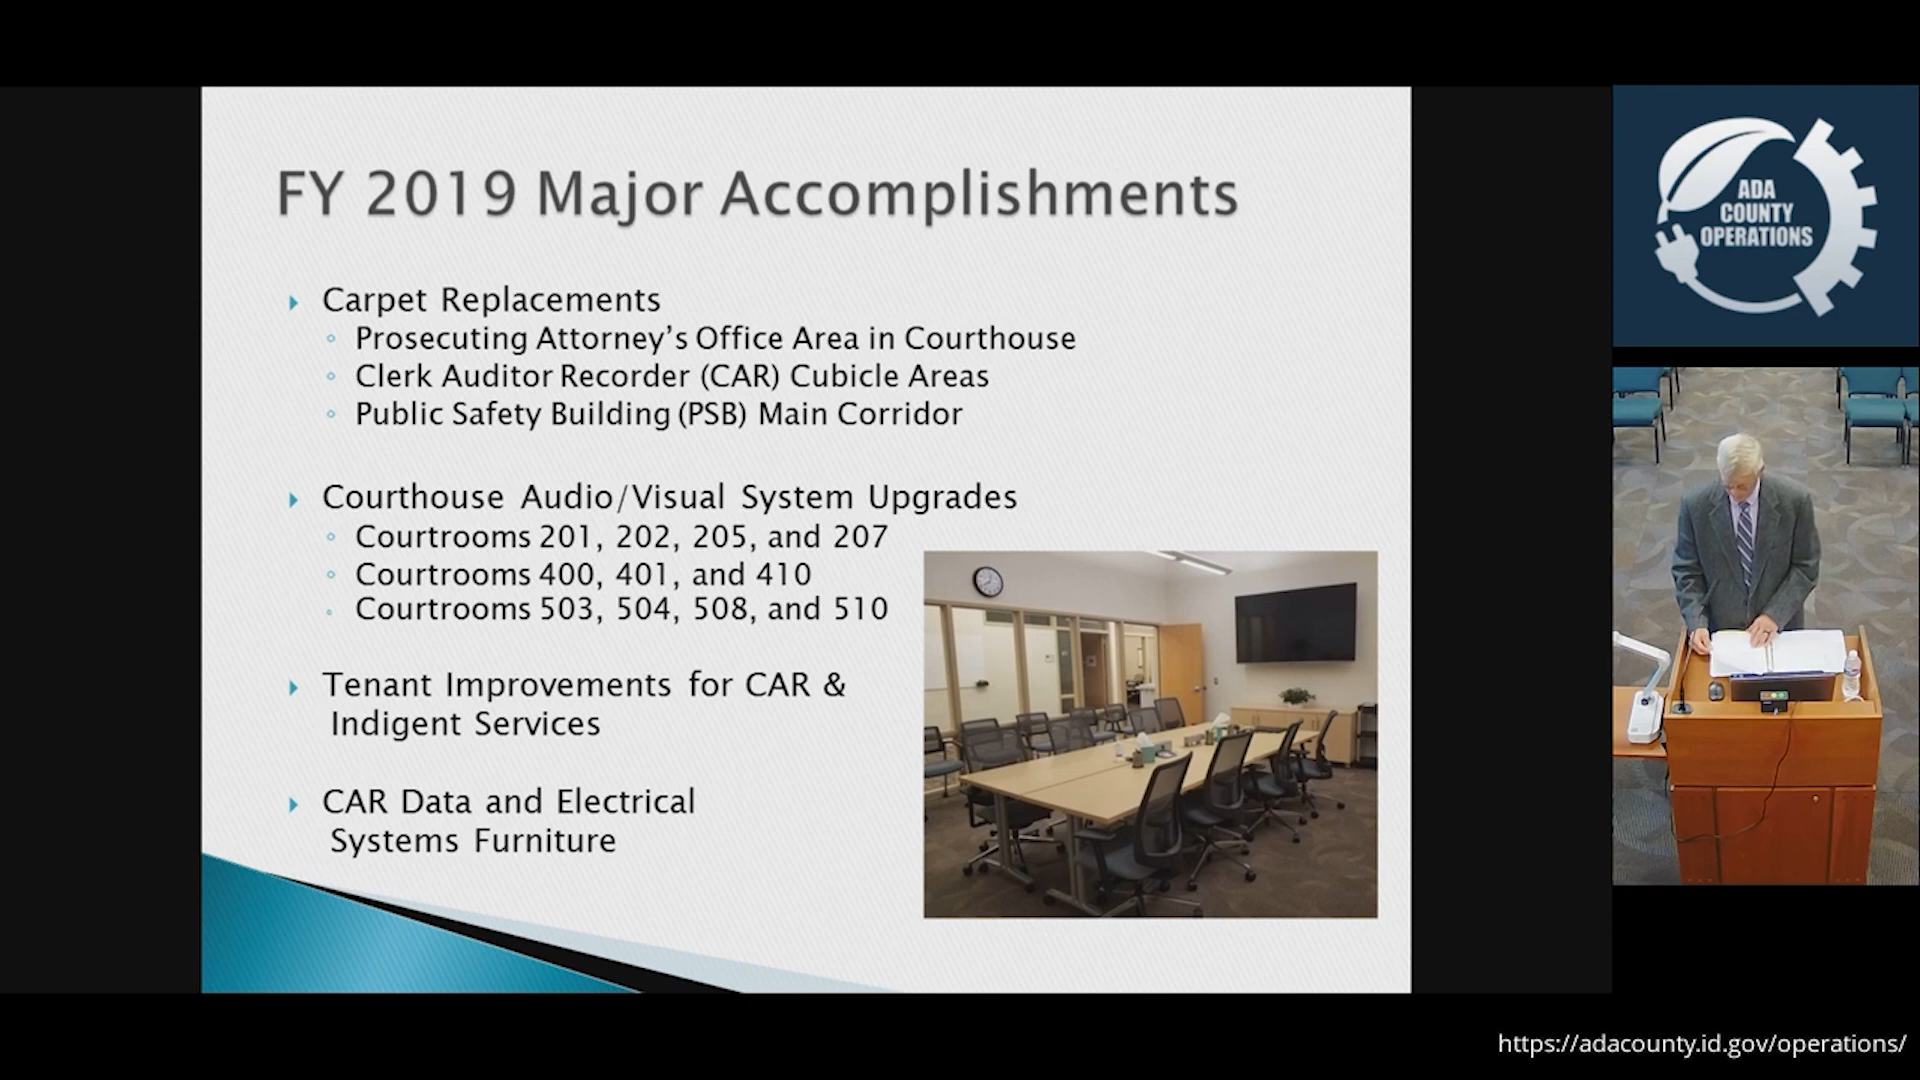 FY 2019 Major Accomplishments
Carpet Replacements
Prosecuting Attorney’s Office Area in Courthouse
Clerk Auditor Recorder (CAR) Cubicle Areas
Public Safety Building (PSB) Main Corridor
Courthouse Audio/Visual System Upgrades
Courtrooms 201, 202, 205, and 207
Courtrooms 400, 401, and 410
Courtrooms 503, 504, 508, and 510
Tenant Improvements for CAR &
Indigent Services
CAR Data and Electrical
Systems Furniture
ADA
COUNTY
OPERATIONS
https://adacounty.id.gov/operations/